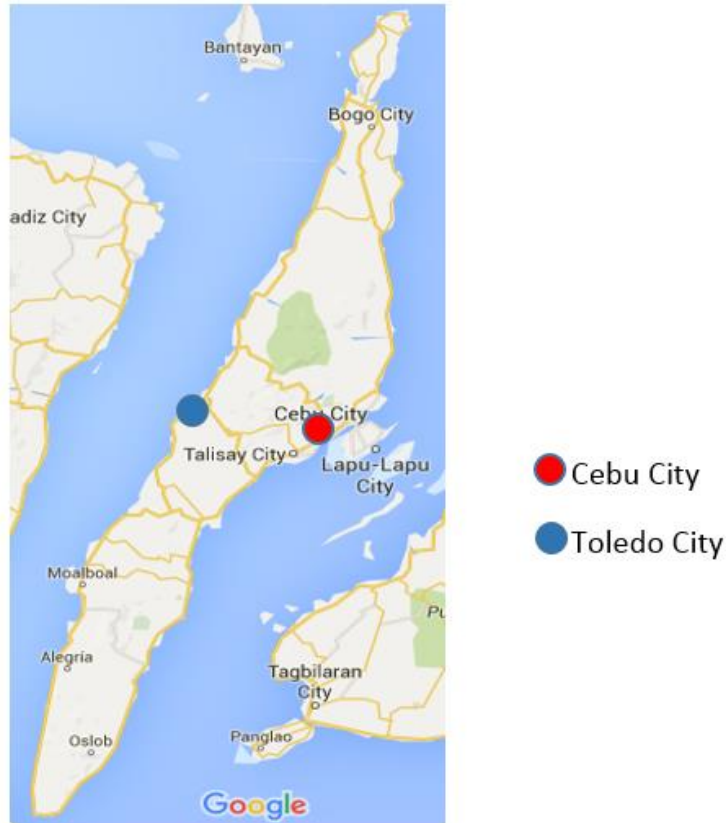 Bantayan
Bogo City
adiz City
Cebu City
Talisay City
Lapu-Lapu
City
Moalboal
Pu
Alegria
Tagbilaran
City
Oslob
Panglao
Google
Cebu City
Toledo City